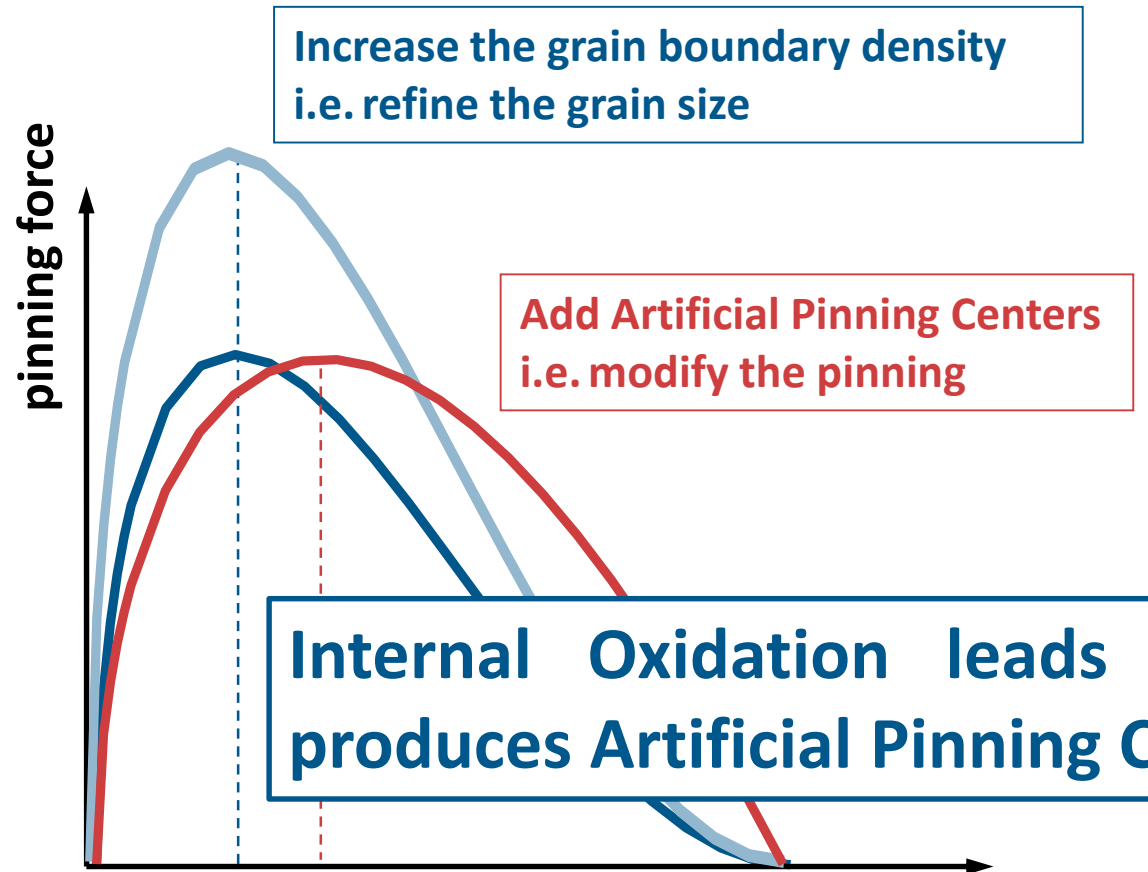 Increase the grain boundary density
i.e. refine the grain size
pinning force
Add Artificial Pinning Centers
i.e. modify the pinning
Internal Oxidation leads
produces Artificial Pinning